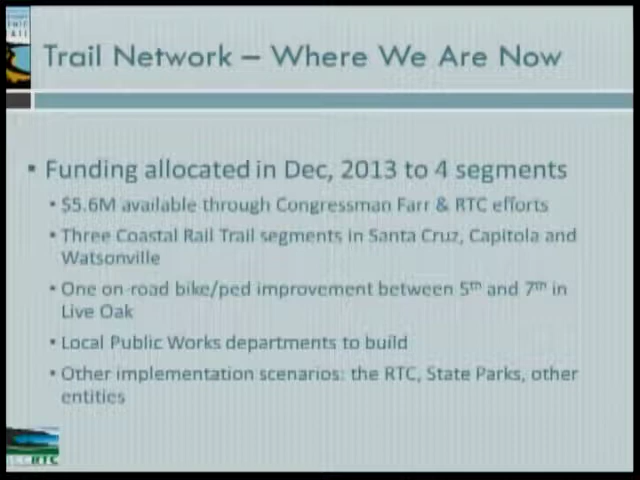 Trail Network – Where We Are Now
• Funding allocated in Dec, 2013 to 4 segments
• $5.6M available through Congressman Farr & RTC efforts
• Three Coastal Rail Trail segments in Santa Cruz, Capitola and
Watsonville
• One on-road bike/ped improvement between 5th and 7th in
Live Oak
• Local Public Works departments to build
• Other implementation scenarios: the RTC, State Parks, other
entities
RTC